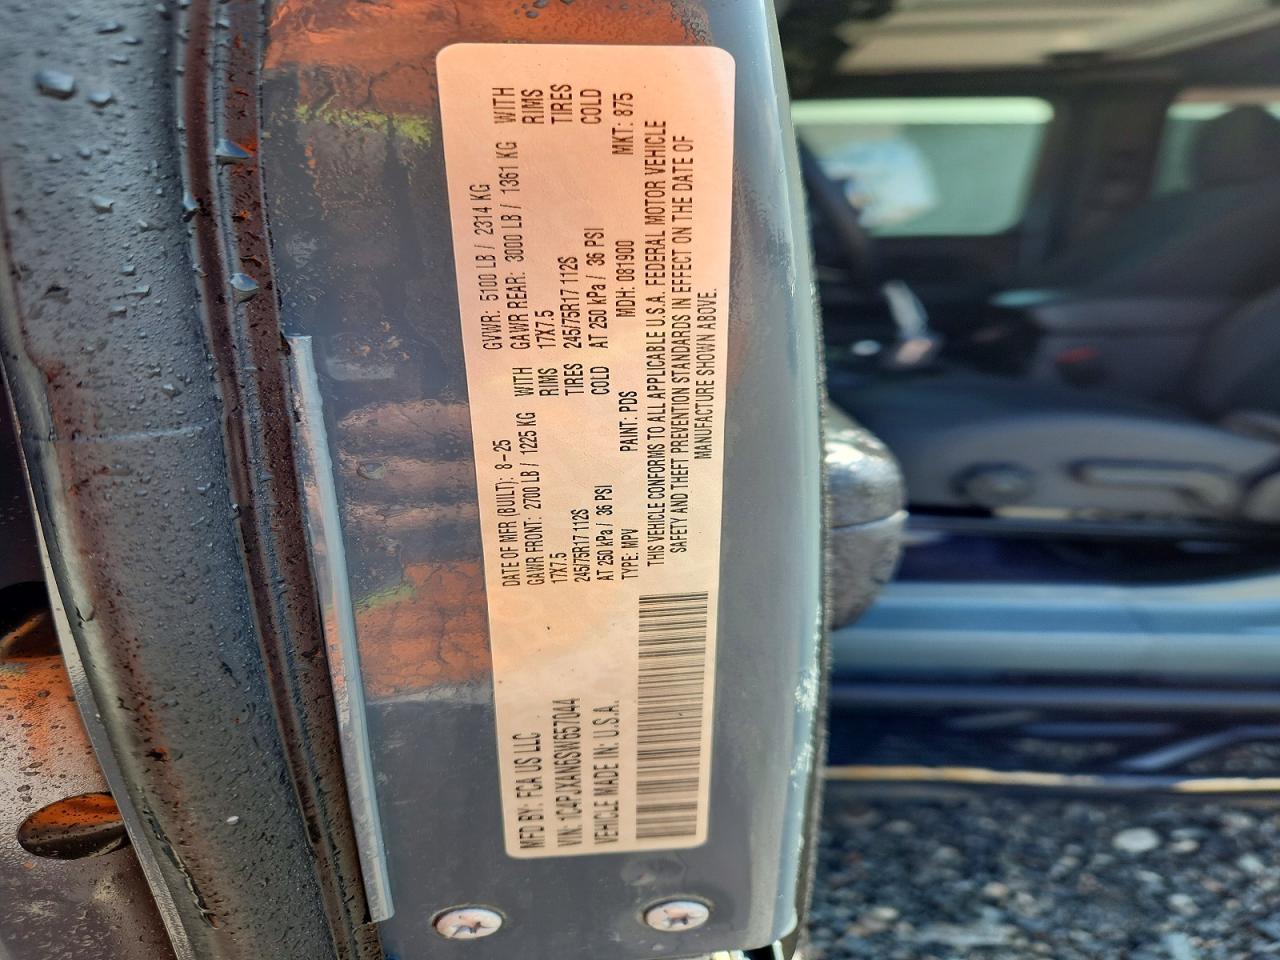 MFD BY: FCA US LLC
VIN: 1C4PJXAN6SW657044
VEHICLE MADE IN: U.S.A.
DATE OF MFR (BUILT): 8-25 GVWR: 5100 LB / 2314 KG
GAWR FRONT: 2700 LB / 1225 KG WITH GAWR REAR: 3000 LB / 1361 KG WITH
17X7.5 RIMS 17X7.5 RIMS
245/75R17 112S TIRES 245/75R17 112S TIRES
AT 250 kPa / 36 PSI COLD AT 250 kPa / 36 PSI COLD
TYPE: MPV PAINT: PDS MDH: 081900 MKT: 875
THIS VEHICLE CONFORMS TO ALL APPLICABLE U.S.A. FEDERAL MOTOR VEHICLE
SAFETY AND THEFT PREVENTION STANDARDS IN EFFECT ON THE DATE OF
MANUFACTURE SHOWN ABOVE.